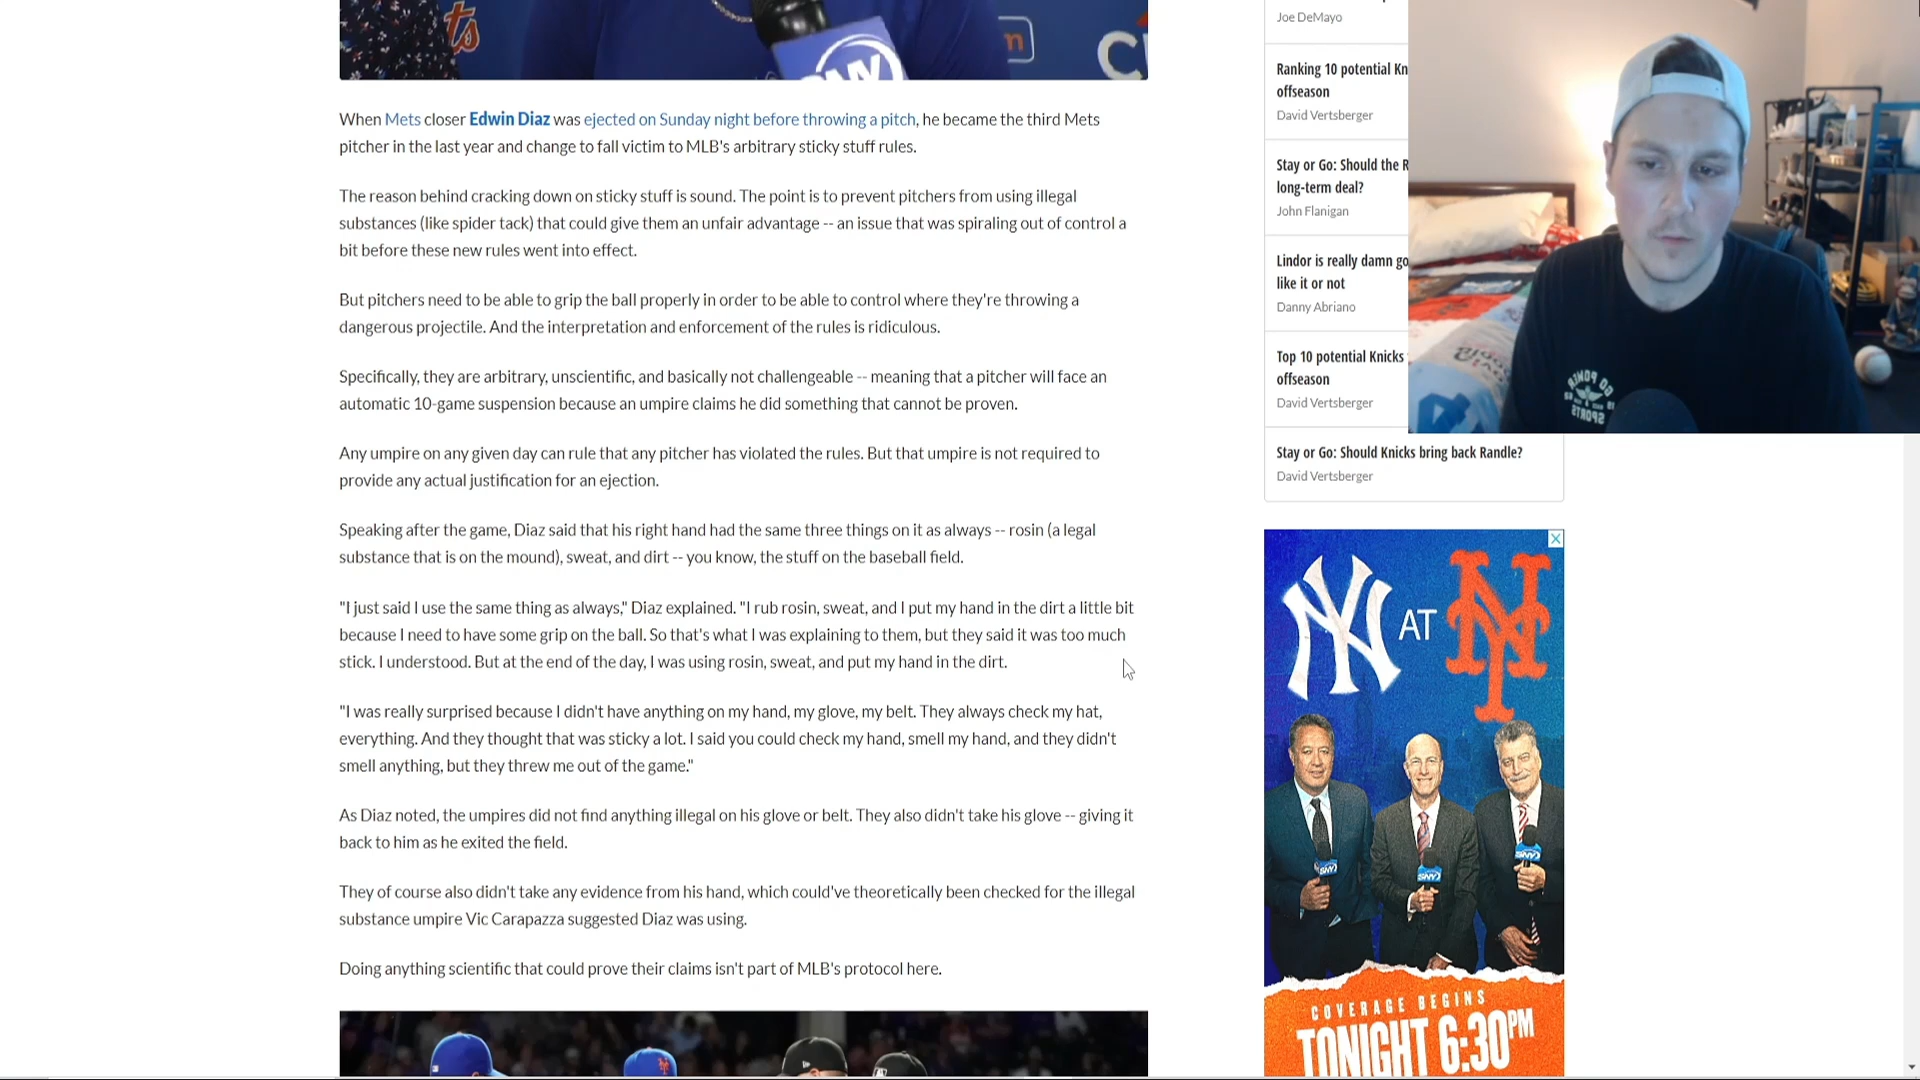 ts
SNY
m
C
When Mets closer Edwin Diaz was ejected on Sunday night before throwing a pitch, he became the third Mets
pitcher in the last year and change to fall victim to MLB's arbitrary sticky stuff rules.
The reason behind cracking down on sticky stuff is sound. The point is to prevent pitchers from using illegal
substances (like spider tack) that could give them an unfair advantage -- an issue that was spiraling out of control a
bit before these new rules went into effect.
But pitchers need to be able to grip the ball properly in order to be able to control where they're throwing a
dangerous projectile. And the interpretation and enforcement of the rules is ridiculous.
Specifically, they are arbitrary, unscientific, and basically not challengeable -- meaning that a pitcher will face an
automatic 10-game suspension because an umpire claims he did something that cannot be proven.
Any umpire on any given day can rule that any pitcher has violated the rules. But that umpire is not required to
provide any actual justification for an ejection.
Speaking after the game, Diaz said that his right hand had the same three things on it as always -- rosin (a legal
substance that is on the mound), sweat, and dirt -- you know, the stuff on the baseball field.
"I just said I use the same thing as always," Diaz explained. "I rub rosin, sweat, and I put my hand in the dirt a little bit
because I need to have some grip on the ball. So that's what I was explaining to them, but they said it was too much
stick. I understood. But at the end of the day, I was using rosin, sweat, and put my hand in the dirt.
"I was really surprised because I didn't have anything on my hand, my glove, my belt. They always check my hat,
everything. And they thought that was sticky a lot. I said you could check my hand, smell my hand, and they didn't
smell anything, but they threw me out of the game."
As Diaz noted, the umpires did not find anything illegal on his glove or belt. They also didn't take his glove -- giving it
back to him as he exited the field.
They of course also didn't take any evidence from his hand, which could've theoretically been checked for the illegal
substance umpire Vic Carapazza suggested Diaz was using.
Doing anything scientific that could prove their claims isn't part of MLB's protocol here.
Joe DeMayo
Ranking 10 potential Kn
offseason
David Vertsberger
Stay or Go: Should the R
long-term deal?
John Flanigan
Lindor is really damn go
like it or not
Danny Abriano
Top 10 potential Knicks
offseason
David Vertsberger
Stay or Go: Should Knicks bring back Randle?
David Vertsberger
GO POWER
SPORTS
NY AT NY
SNY
SNY
SNY
COVERAGE BEGINS
TONIGHT 6:30PM